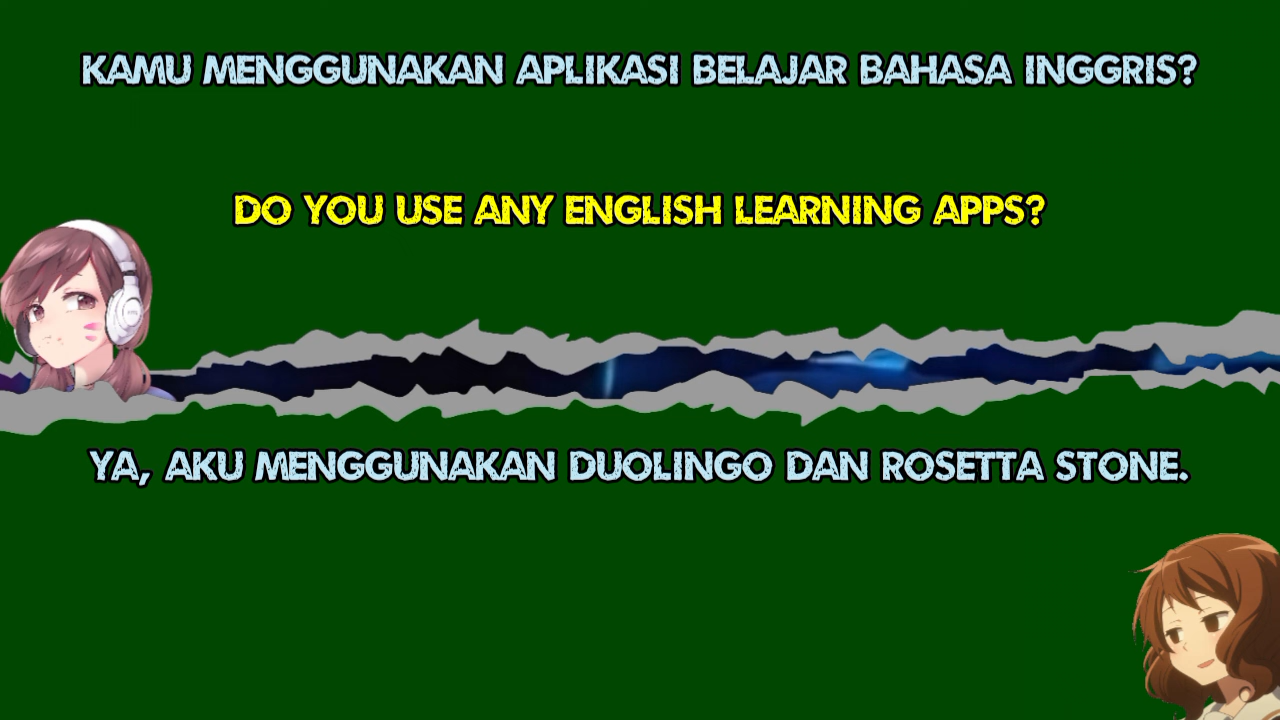 KAMU MENGGUNAKAN APLIKASI BELAJAR BAHASA INGGRIS?
DO YOU USE ANY ENGLISH LEARNING APPS?
YA, AKU MENGGUNAKAN DUOLINGO DAN ROSETTA STONE.